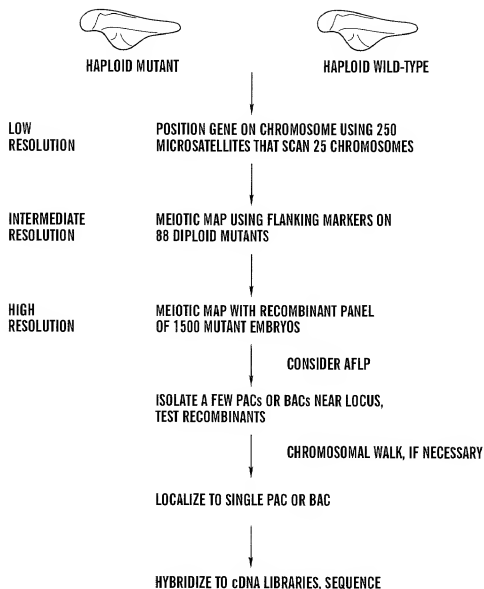 HAPLOID MUTANT
HAPLOID WILD-TYPE
LOW
RESOLUTION
POSITION GENE ON CHROMOSOME USING 250
MICROSATELLITES THAT SCAN 25 CHROMOSOMES
INTERMEDIATE
RESOLUTION
MEIOTIC MAP USING FLANKING MARKERS ON
88 DIPLOID MUTANTS
HIGH
RESOLUTION
MEIOTIC MAP WITH RECOMBINANT PANEL
OF 1500 MUTANT EMBRYOS
CONSIDER AFLP
ISOLATE A FEW PACs OR BACs NEAR LOCUS,
TEST RECOMBINANTS
CHROMOSOMAL WALK, IF NECESSARY
LOCALIZE TO SINGLE PAC OR BAC
HYBRIDIZE TO cDNA LIBRARIES, SEQUENCE